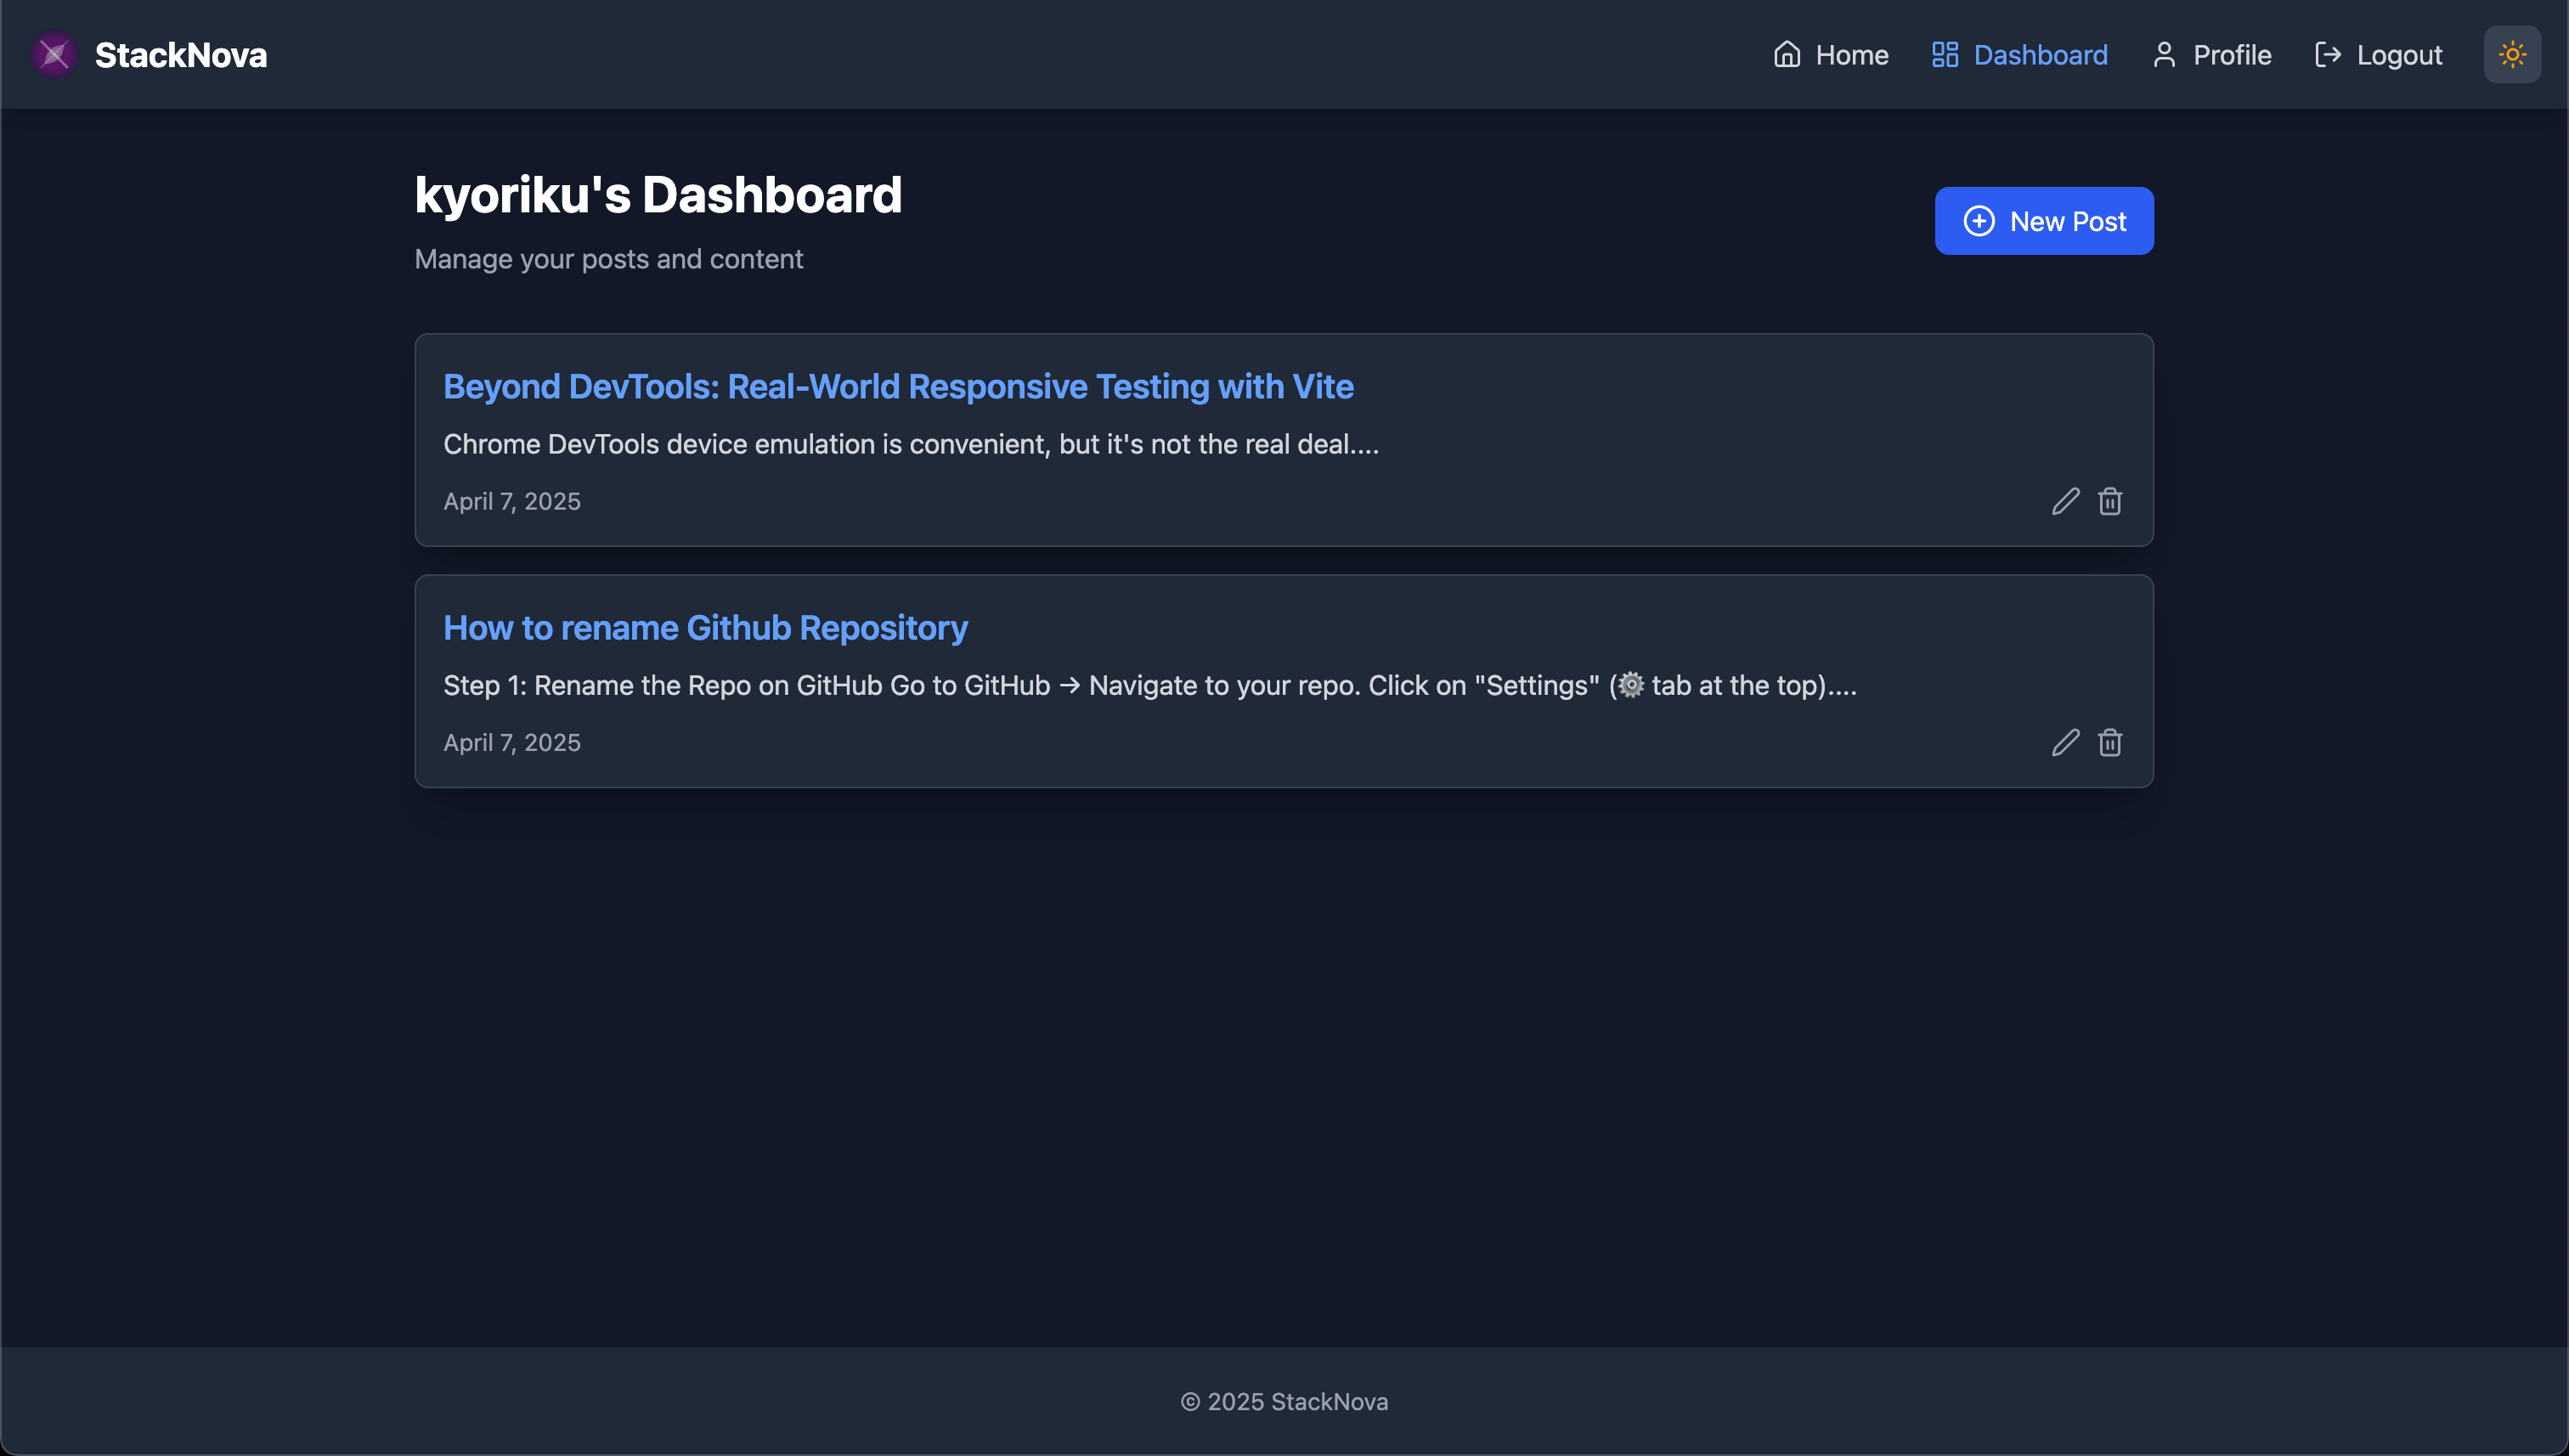 StackNova
Home Dashboard Profile Logout
kyoriku's Dashboard
New Post
Manage your posts and content
Beyond DevTools: Real-World Responsive Testing with Vite
Chrome DevTools device emulation is convenient, but it's not the real deal....
April 7, 2025
How to rename Github Repository
Step 1: Rename the Repo on GitHub Go to GitHub → Navigate to your repo. Click on "Settings" (⚙️ tab at the top)....
April 7, 2025
© 2025 StackNova